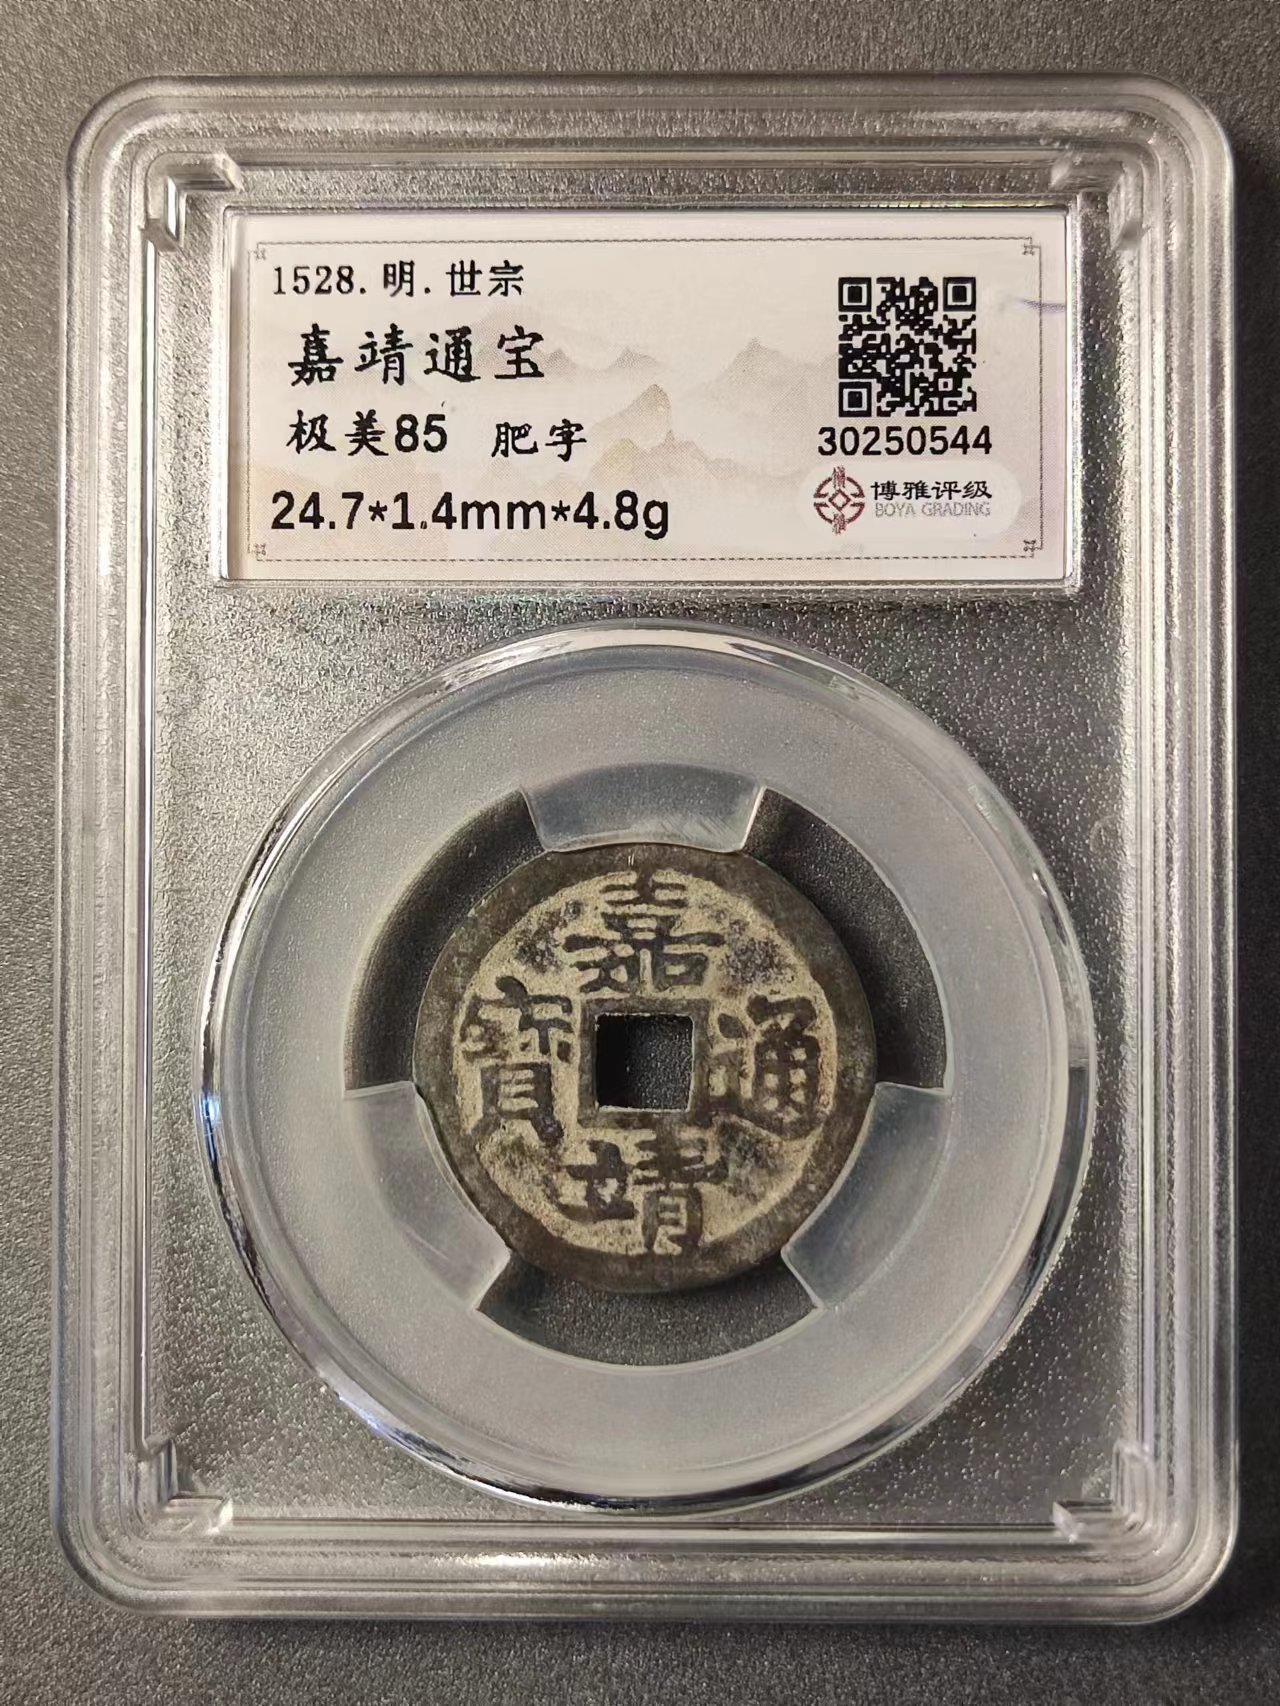 1528.明.世宗
嘉靖通宝
极美85 肥字
24.7*1.4mm*4.8g
30250544
博雅评级
BOYA GRADING
嘉
寶 通
靖